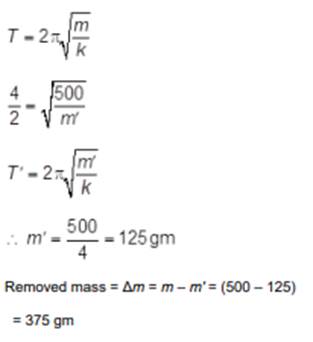 T = 2π√(m/k)
4/2 = √(500/m′)
T′ = 2π√(m′/k)
∴ m′ = 500/4 = 125 gm
Removed mass = Δm = m – m′ = (500 – 125)
= 375 gm